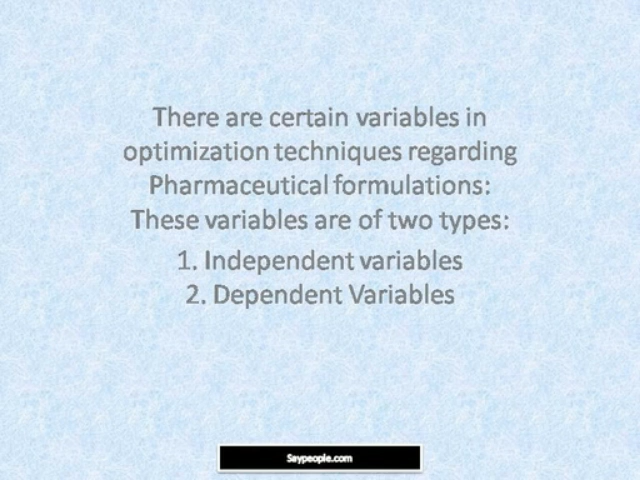 There are certain variables in
optimization techniques regarding
Pharmaceutical formulations:
These variables are of two types:
1. Independent variables
2. Dependent Variables
Saypeople.com